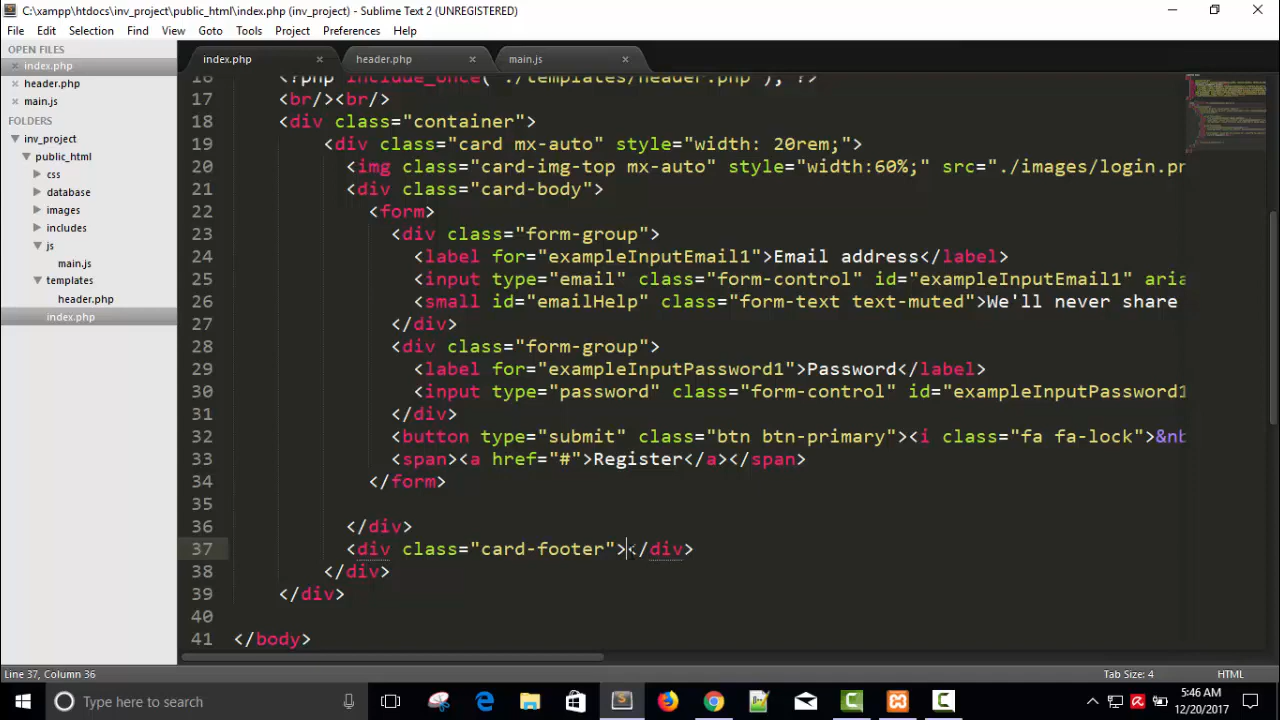 C:\xampp\htdocs\inv_project\public_html\index.php (inv_project) - Sublime Text 2 (UNREGISTERED)
File Edit Selection Find View Goto Tools Project Preferences Help
OPEN FILES
index.php
header.php
main.js
FOLDERS
inv_project
public_html
css
database
images
includes
js
main.js
templates
header.php
index.php
index.php header.php main.js
16 <?php include_once("./templates/header.php"); ?>
17 <br/><br/>
18 <div class="container">
19 <div class="card mx-auto" style="width: 20rem;">
20 <img class="card-img-top mx-auto" style="width:60%;" src="./images/login.pn
21 <div class="card-body">
22 <form>
23 <div class="form-group">
24 <label for="exampleInputEmail1">Email address</label>
25 <input type="email" class="form-control" id="exampleInputEmail1" aria
26 <small id="emailHelp" class="form-text text-muted">We'll never share
27 </div>
28 <div class="form-group">
29 <label for="exampleInputPassword1">Password</label>
30 <input type="password" class="form-control" id="exampleInputPassword1
31 </div>
32 <button type="submit" class="btn btn-primary"><i class="fa fa-lock">&nb
33 <span><a href="#">Register</a></span>
34 </form>
35
36 </div>
37 <div class="card-footer"></div>
38 </div>
39 </div>
40
41 </body>
Line 37, Column 36 Tab Size: 4 HTML
Type here to search
5:46 AM
12/20/2017